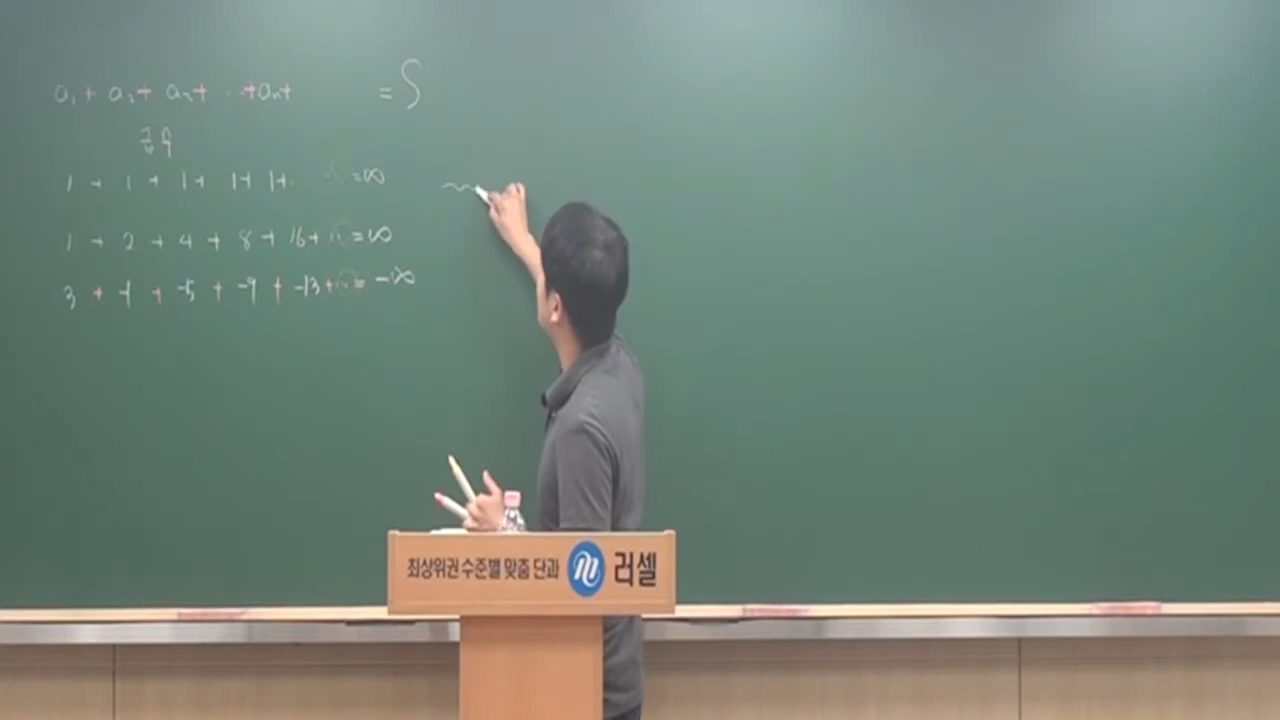 a₁ + a₂ + a₃ + ... + aₙ + = S
급수
1 + 1 + 1 + 1 + 1 + ... = ∞
1 + 2 + 4 + 8 + 16 + ... = ∞
3 + -1 + -5 + -9 + -13 + ... = -∞
최상위권 수준별 맞춤 단과 러셀